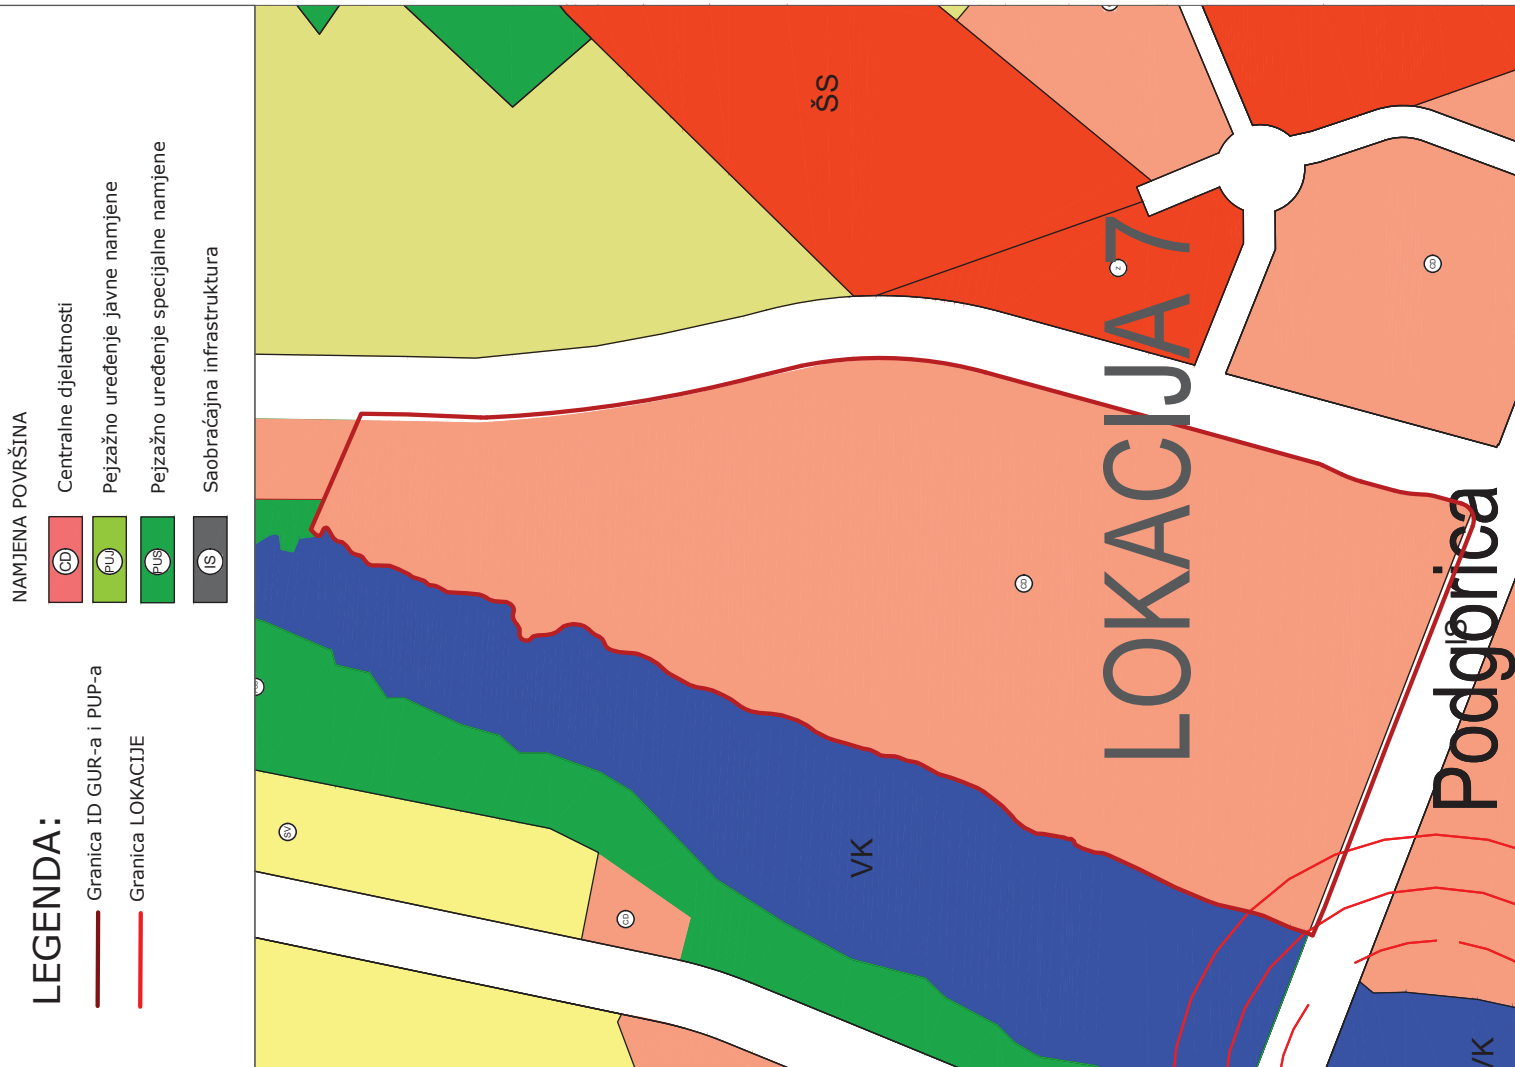 NAMJENA POVRŠINA
CD Centralne djelatnosti
PUJ Pejzažno uređenje javne namjene
PUS Pejzažno uređenje specijalne namjene
IS Saobraćajna infrastruktura
LEGENDA:
Granica ID GUR-a i PUP-a
Granica LOKACIJE
ŠS
Z
CD
LOKACIJA 7
CD
IS
Podgorica
SV
CD
VK
VK